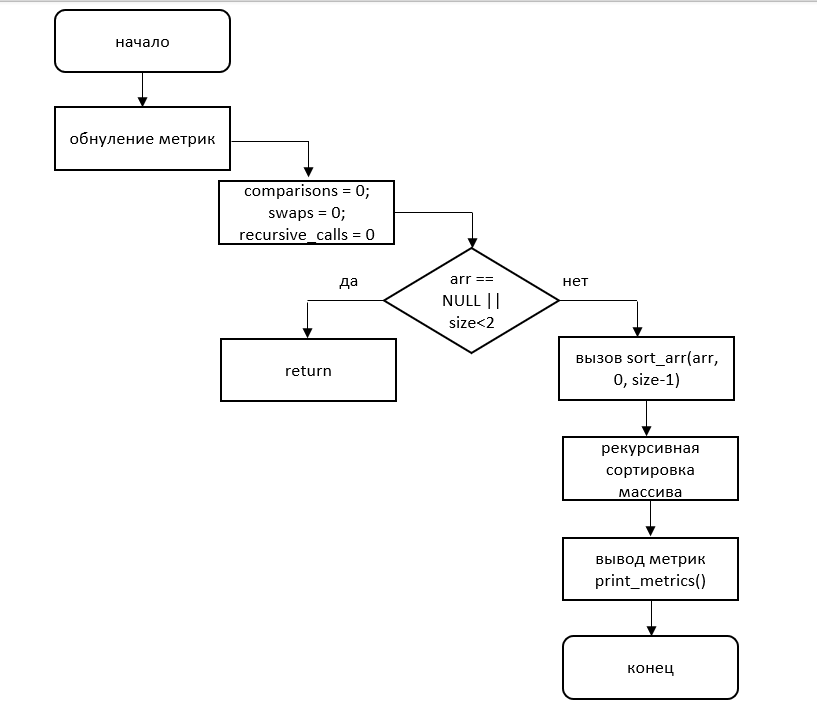 начало
обнуление метрик
comparisons = 0;
swaps = 0;
recursive_calls = 0
arr ==
NULL ||
size<2
да
нет
return
вызов sort_arr(arr,
0, size-1)
рекурсивная
сортировка
массива
вывод метрик
print_metrics()
конец